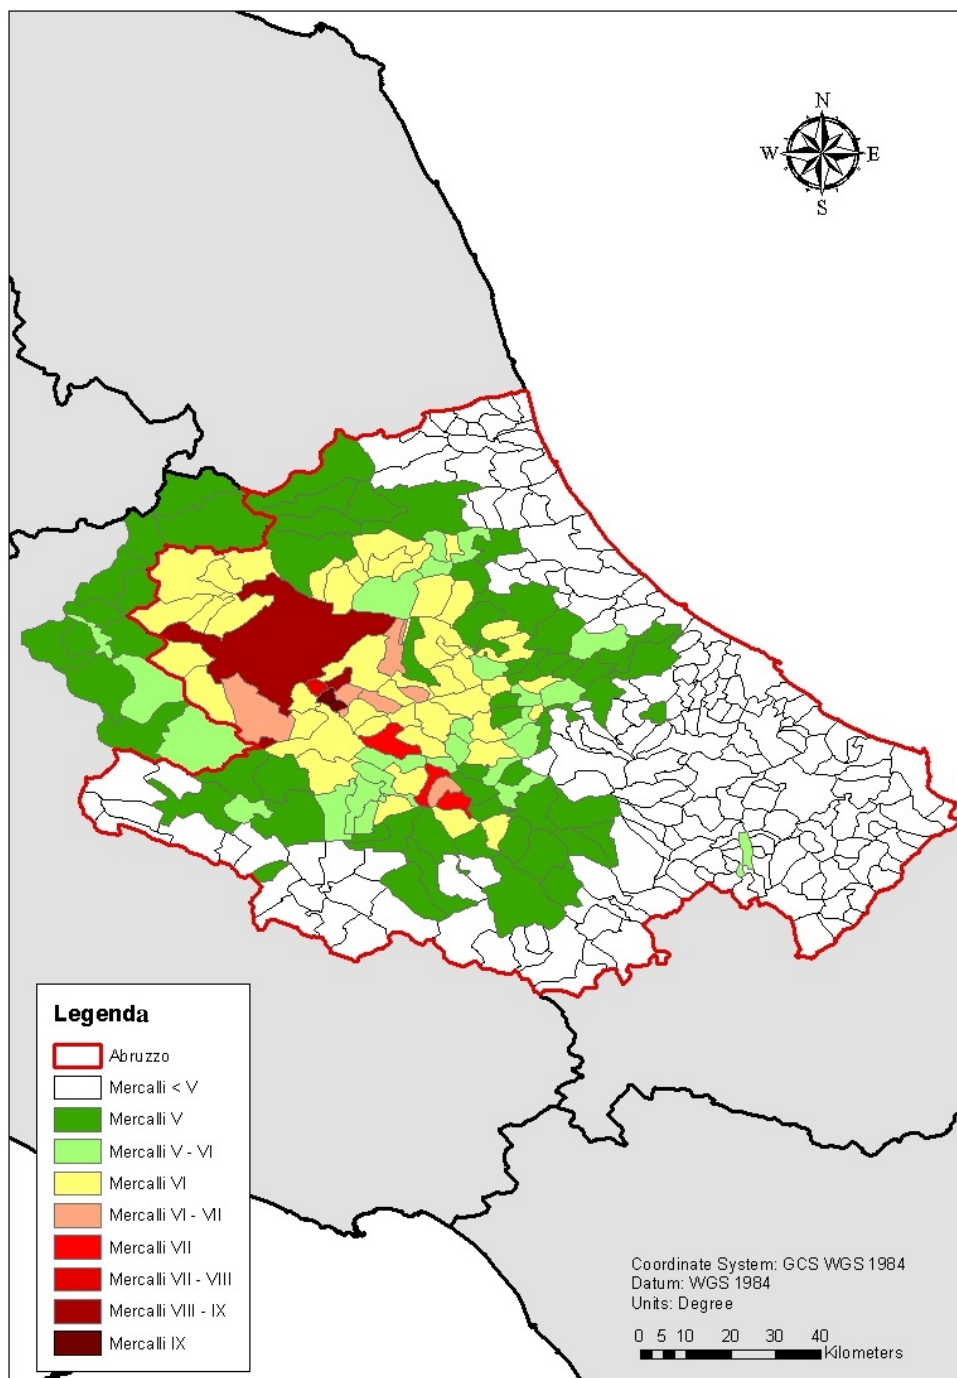 N
W E
S
Legenda
Abruzzo
Mercalli < V
Mercalli V
Mercalli V - VI
Mercalli VI
Mercalli VI - VII
Mercalli VII
Mercalli VII - VIII
Mercalli VIII - IX
Mercalli IX
Coordinate System: GCS WGS 1984
Datum: WGS 1984
Units: Degree
0 5 10 20 30 40
Kilometers